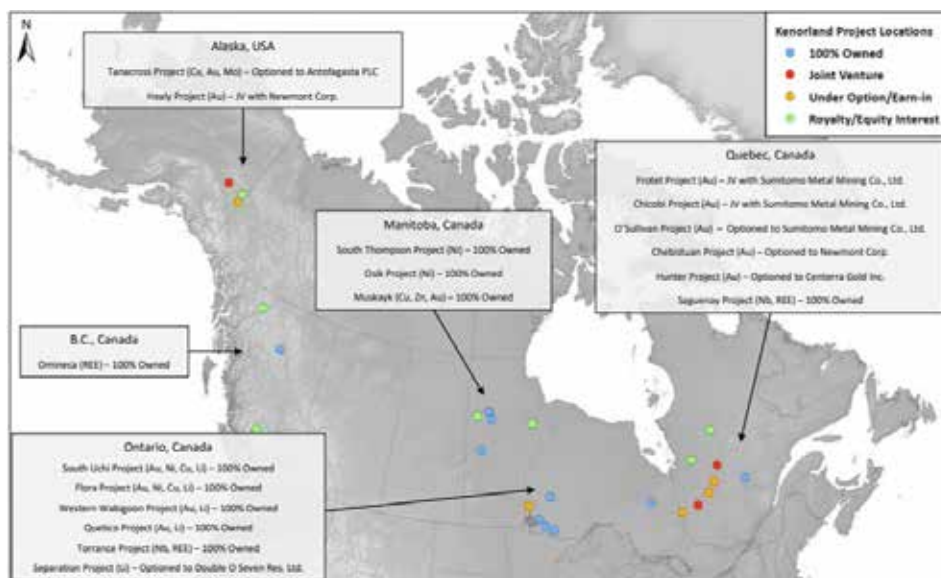 N
Alaska, USA
Tanacross Project (Cu, Au, Mo) – Optioned to Antofagasta PLC
Healy Project (Au) – JV with Newmont Corp.
Kenorland Project Locations
100% Owned
Joint Venture
Under Option/Earn-in
Royalty/Equity Interest
Quebec, Canada
Frotet Project (Au) – JV with Sumitomo Metal Mining Co., Ltd.
Chicobi Project (Au) – JV with Sumitomo Metal Mining Co., Ltd.
O'Sullivan Project (Au) – Optioned to Sumitomo Metal Mining Co., Ltd.
Chebistuan Project (Au) – Optioned to Newmont Corp.
Hunter Project (Au) – Optioned to Centerra Gold Inc.
Saguenay Project (Nb, REE) – 100% Owned
Manitoba, Canada
South Thompson Project (Ni) – 100% Owned
Oak Project (Ni) – 100% Owned
Muskayk (Cu, Zn, Au) – 100% Owned
B.C., Canada
Omineca (REE) – 100% Owned
Ontario, Canada
South Uchi Project (Au, Ni, Cu, Li) – 100% Owned
Flora Project (Au, Ni, Cu, Li) – 100% Owned
Western Wabigoon Project (Au, Li) – 100% Owned
Quetico Project (Au, Li) – 100% Owned
Torrance Project (Nb, REE) – 100% Owned
Separation Project (Li) – Optioned to Double O Seven Res. Ltd.